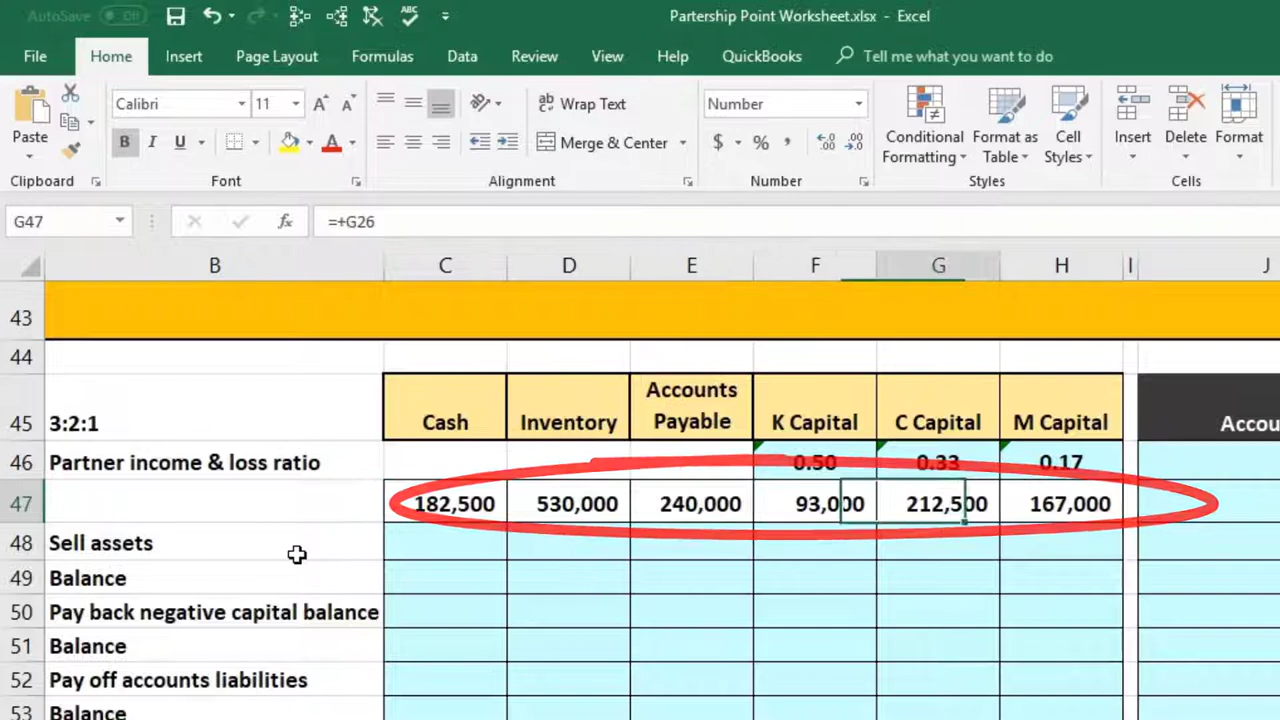 AutoSave Off Partership Point Worksheet.xlsx - Excel
File Home Insert Page Layout Formulas Data Review View Help QuickBooks Tell me what you want to do
Calibri 11 Wrap Text Number
Paste B I U Merge & Center $ % Conditional Formatting Format as Table Cell Styles Insert Delete Format
Clipboard Font Alignment Number Styles Cells
G47 fx =+G26
B C D E F G H I J
43
44
45 3:2:1 Cash Inventory Accounts Payable K Capital C Capital M Capital Accou
46 Partner income & loss ratio 0.50 0.33 0.17
47 182,500 530,000 240,000 93,000 212,500 167,000
48 Sell assets
49 Balance
50 Pay back negative capital balance
51 Balance
52 Pay off accounts liabilities
53 Balance